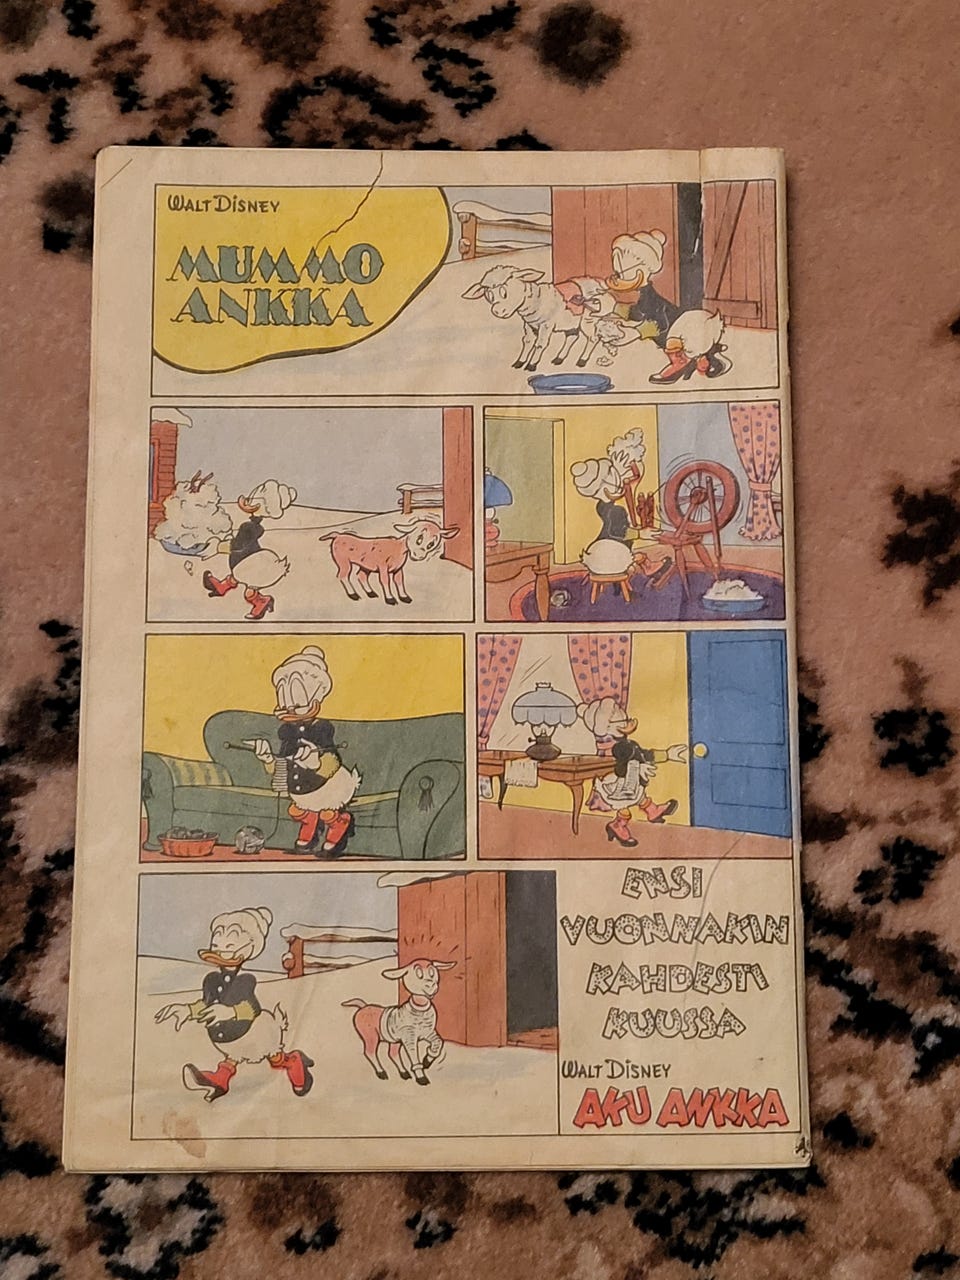 WALT DISNEY
MUMMO
ANKKA
ENSI
VUONNAKIN
KAHDESTI
KUUSSA
WALT DISNEY
AKU ANKKA